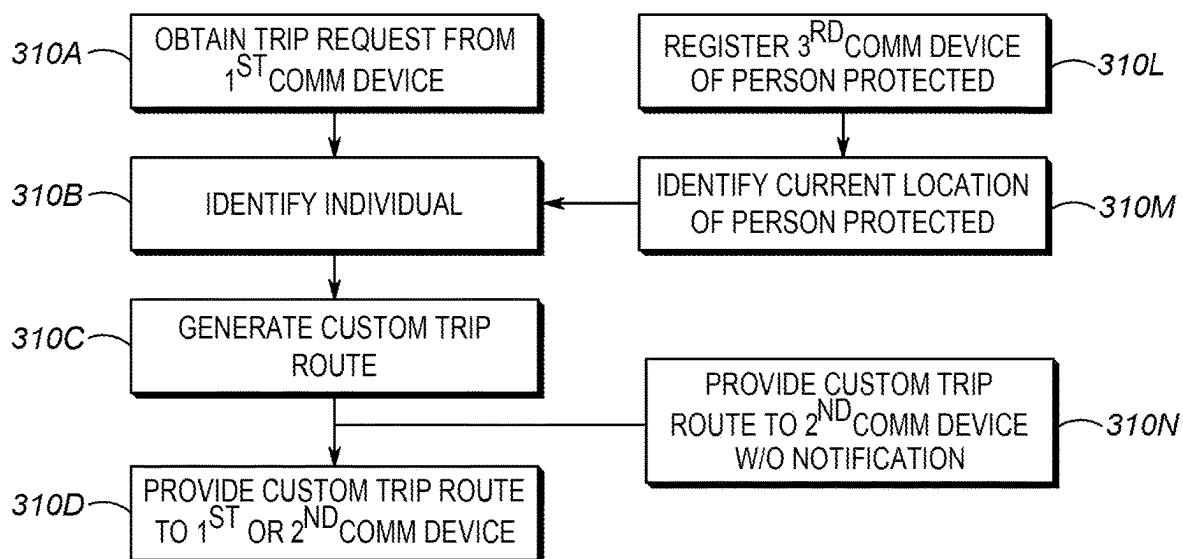 310A
OBTAIN TRIP REQUEST FROM
1ST COMM DEVICE
REGISTER 3RD COMM DEVICE
OF PERSON PROTECTED
310L
310B
IDENTIFY INDIVIDUAL
IDENTIFY CURRENT LOCATION
OF PERSON PROTECTED
310M
310C
GENERATE CUSTOM TRIP
ROUTE
PROVIDE CUSTOM TRIP
ROUTE TO 2ND COMM DEVICE
W/O NOTIFICATION
310N
310D
PROVIDE CUSTOM TRIP ROUTE
TO 1ST OR 2ND COMM DEVICE